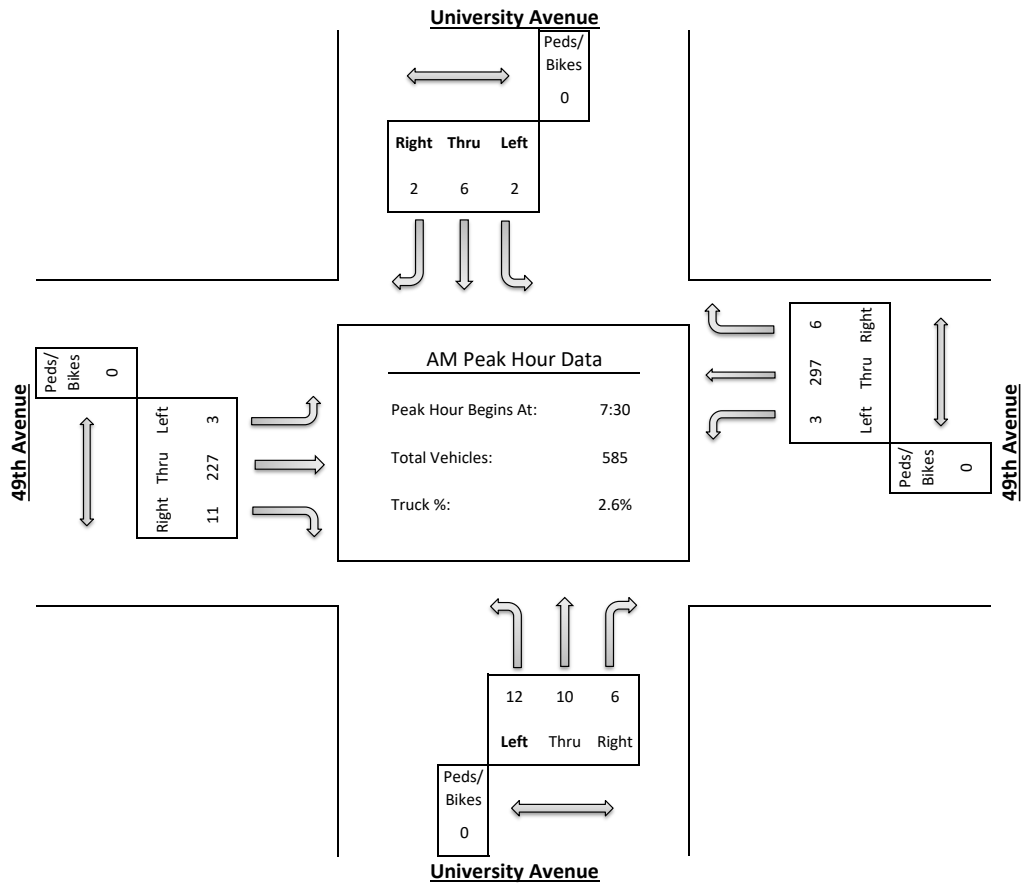 University Avenue
Peds/
Bikes
0
Right Thru Left
2 6 2
49th Avenue
Peds/
Bikes
0
Left 3
Thru 227
Right 11
AM Peak Hour Data
Peak Hour Begins At: 7:30
Total Vehicles: 585
Truck %: 2.6%
6 Right
297 Thru
3 Left
Peds/
Bikes
0
49th Avenue
12 10 6
Left Thru Right
Peds/
Bikes
0
University Avenue